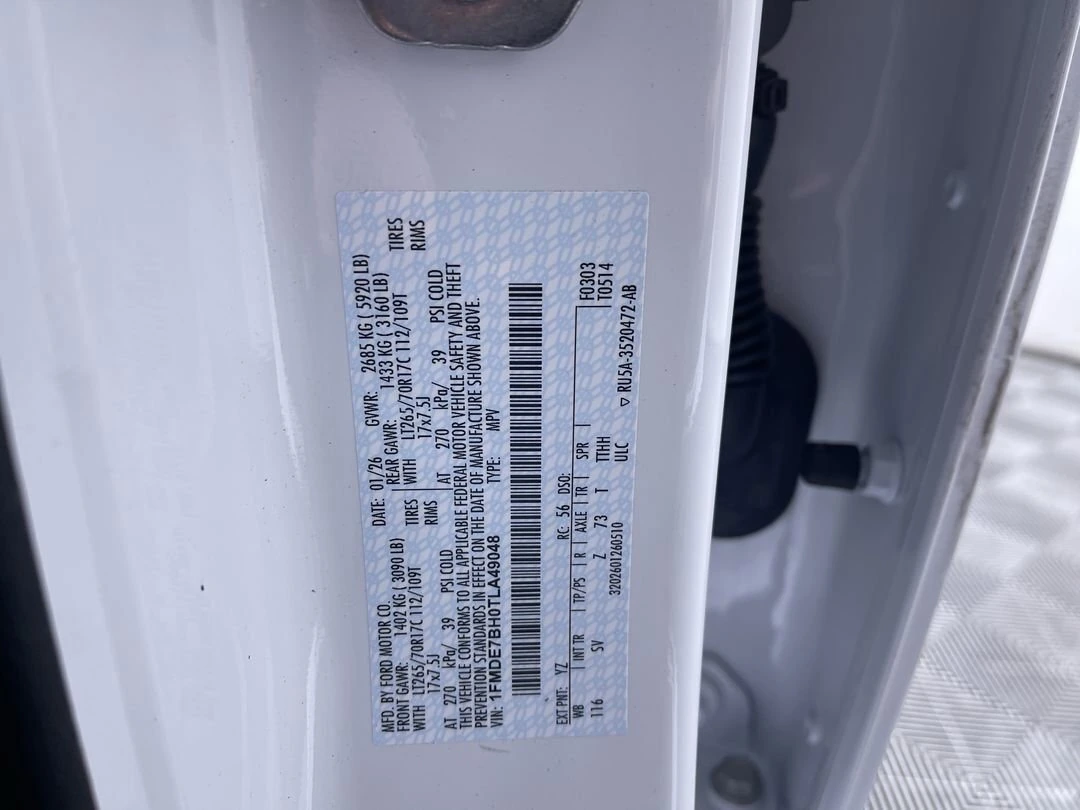 MFD. BY FORD MOTOR CO.
DATE: 01/26 GVWR: 2685 KG ( 5920 LB)
FRONT GAWR: 1402 KG ( 3090 LB)
REAR GAWR: 1433 KG ( 3160 LB)
WITH LT265/70R17C 112/109T TIRES
WITH LT265/70R17C 112/109T TIRES
17x7.5J RIMS
17x7.5J RIMS
AT 270 kPa/ 39 PSI COLD
AT 270 kPa/ 39 PSI COLD
THIS VEHICLE CONFORMS TO ALL APPLICABLE FEDERAL MOTOR VEHICLE SAFETY AND THEFT
PREVENTION STANDARDS IN EFFECT ON THE DATE OF MANUFACTURE SHOWN ABOVE.
VIN: 1FMDE7BH0TLA49048 TYPE: MPV
EXT PNT: YZ RC: 56 DSO: F0303
WB | INT TR | TP/PS | R | AXLE | TR | SPR | T0514
116 SV Z 73 T TTHH
3202601260510 ULC ▽ RU5A-3520472-AB